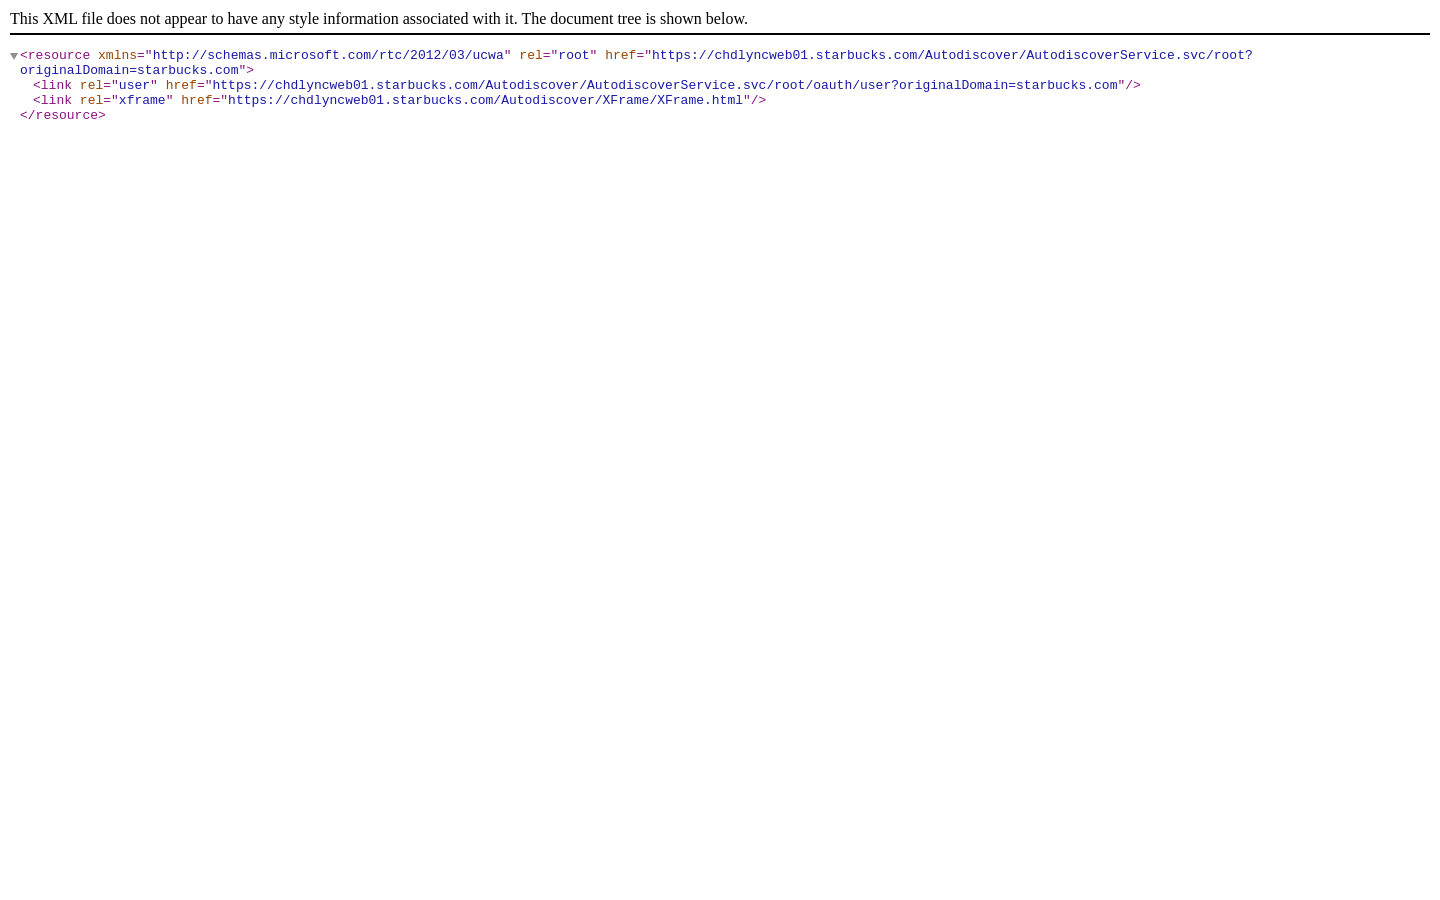 This XML file does not appear to have any style information associated with it. The document tree is shown below.
<resource xmlns="http://schemas.microsoft.com/rtc/2012/03/ucwa" rel="root" href="https://chdlyncweb01.starbucks.com/Autodiscover/AutodiscoverService.svc/root?
originalDomain=starbucks.com">
<link rel="user" href="https://chdlyncweb01.starbucks.com/Autodiscover/AutodiscoverService.svc/root/oauth/user?originalDomain=starbucks.com"/>
<link rel="xframe" href="https://chdlyncweb01.starbucks.com/Autodiscover/XFrame/XFrame.html"/>
</resource>